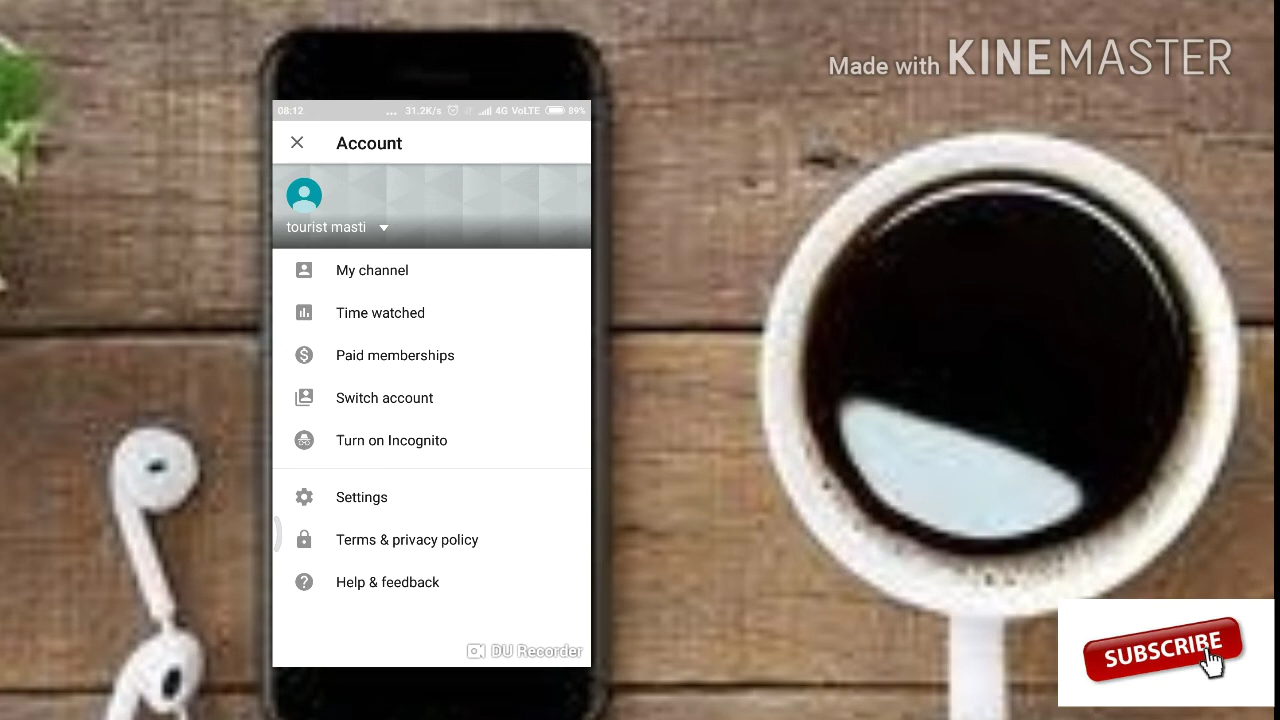 Made with KINEMASTER
08:12 ... 31.2K/s 4G VoLTE 89%
Account
tourist masti
My channel
Time watched
Paid memberships
Switch account
Turn on Incognito
Settings
Terms & privacy policy
Help & feedback
DU Recorder
SUBSCRIBE